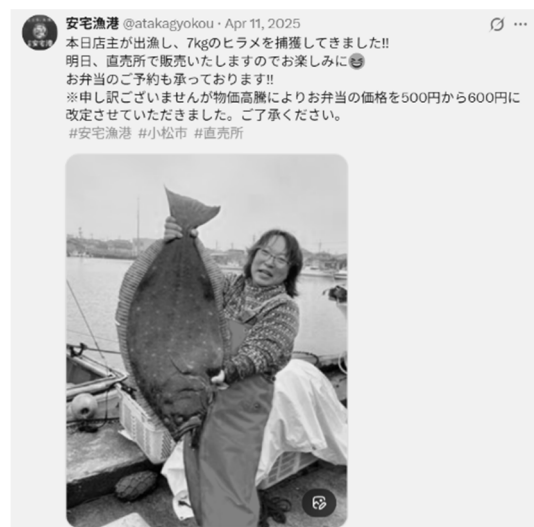 安宅漁港 @atakagyokou · Apr 11, 2025
本日店主が出漁し、7kgのヒラメを捕獲してきました!!
明日、直売所で販売いたしますのでお楽しみに😆
お弁当のご予約も承っております!!
※申し訳ございませんが物価高騰によりお弁当の価格を500円から600円に
改定させていただきました。ご了承ください。
#安宅漁港 #小松市 #直売所